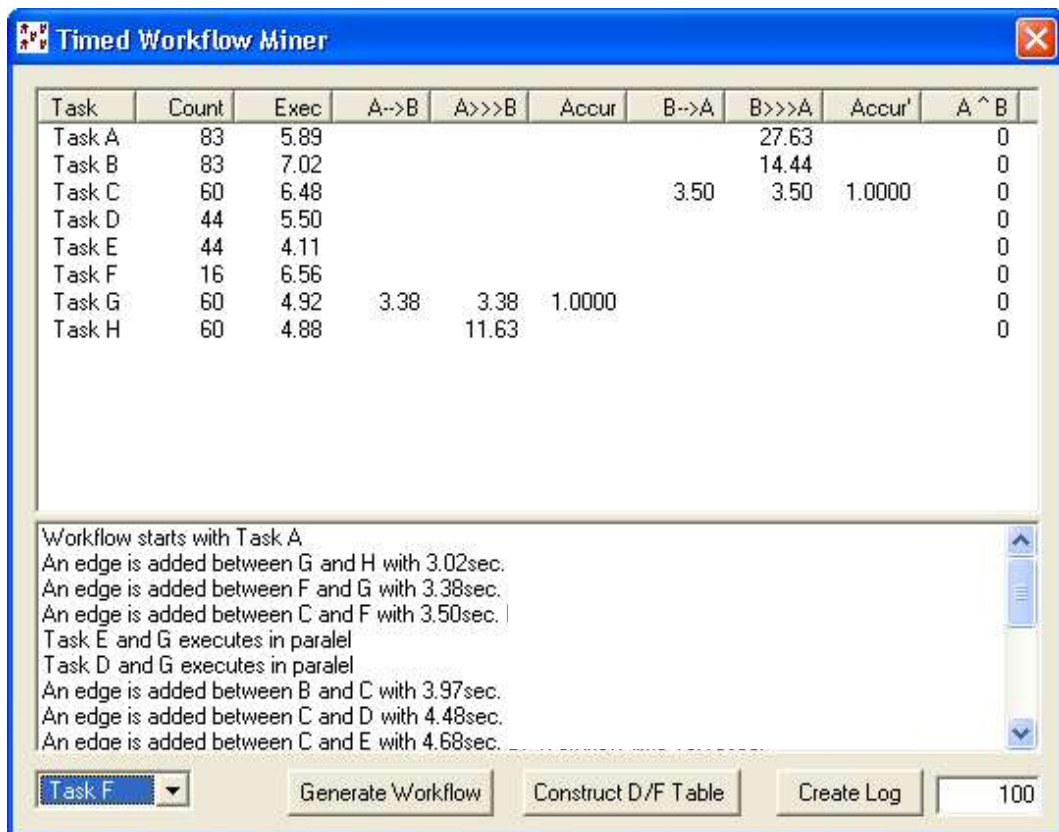 Timed Workflow Miner
Task Count Exec A-->B A>>>B Accur B-->A B>>>A Accur' A^B
Task A 83 5.89 27.63 0
Task B 83 7.02 14.44 0
Task C 60 6.48 3.50 3.50 1.0000 0
Task D 44 5.50 0
Task E 44 4.11 0
Task F 16 6.56 0
Task G 60 4.92 3.38 3.38 1.0000 0
Task H 60 4.88 11.63 0
Workflow starts with Task A
An edge is added between G and H with 3.02sec.
An edge is added between F and G with 3.38sec.
An edge is added between C and F with 3.50sec.
Task E and G executes in paralel
Task D and G executes in paralel
An edge is added between B and C with 3.97sec.
An edge is added between C and D with 4.48sec.
An edge is added between C and E with 4.68sec.
Task F Generate Workflow Construct D/F Table Create Log 100